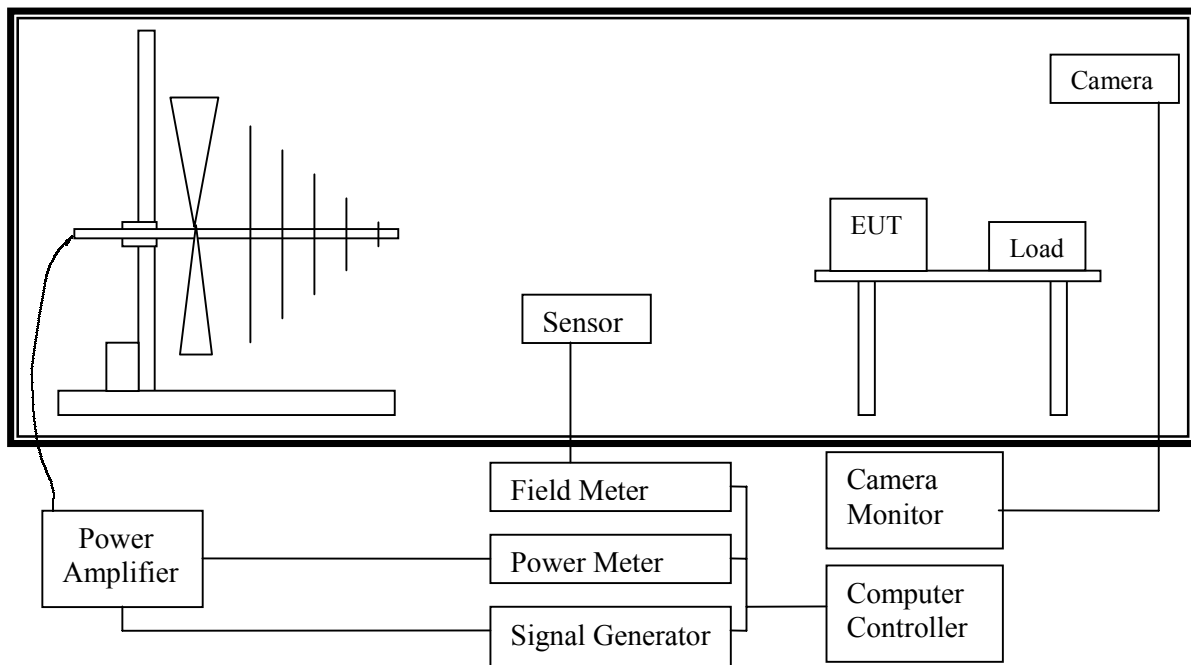 Camera
EUT
Load
Sensor
Field Meter
Camera
Monitor
Power
Amplifier
Power Meter
Computer
Controller
Signal Generator